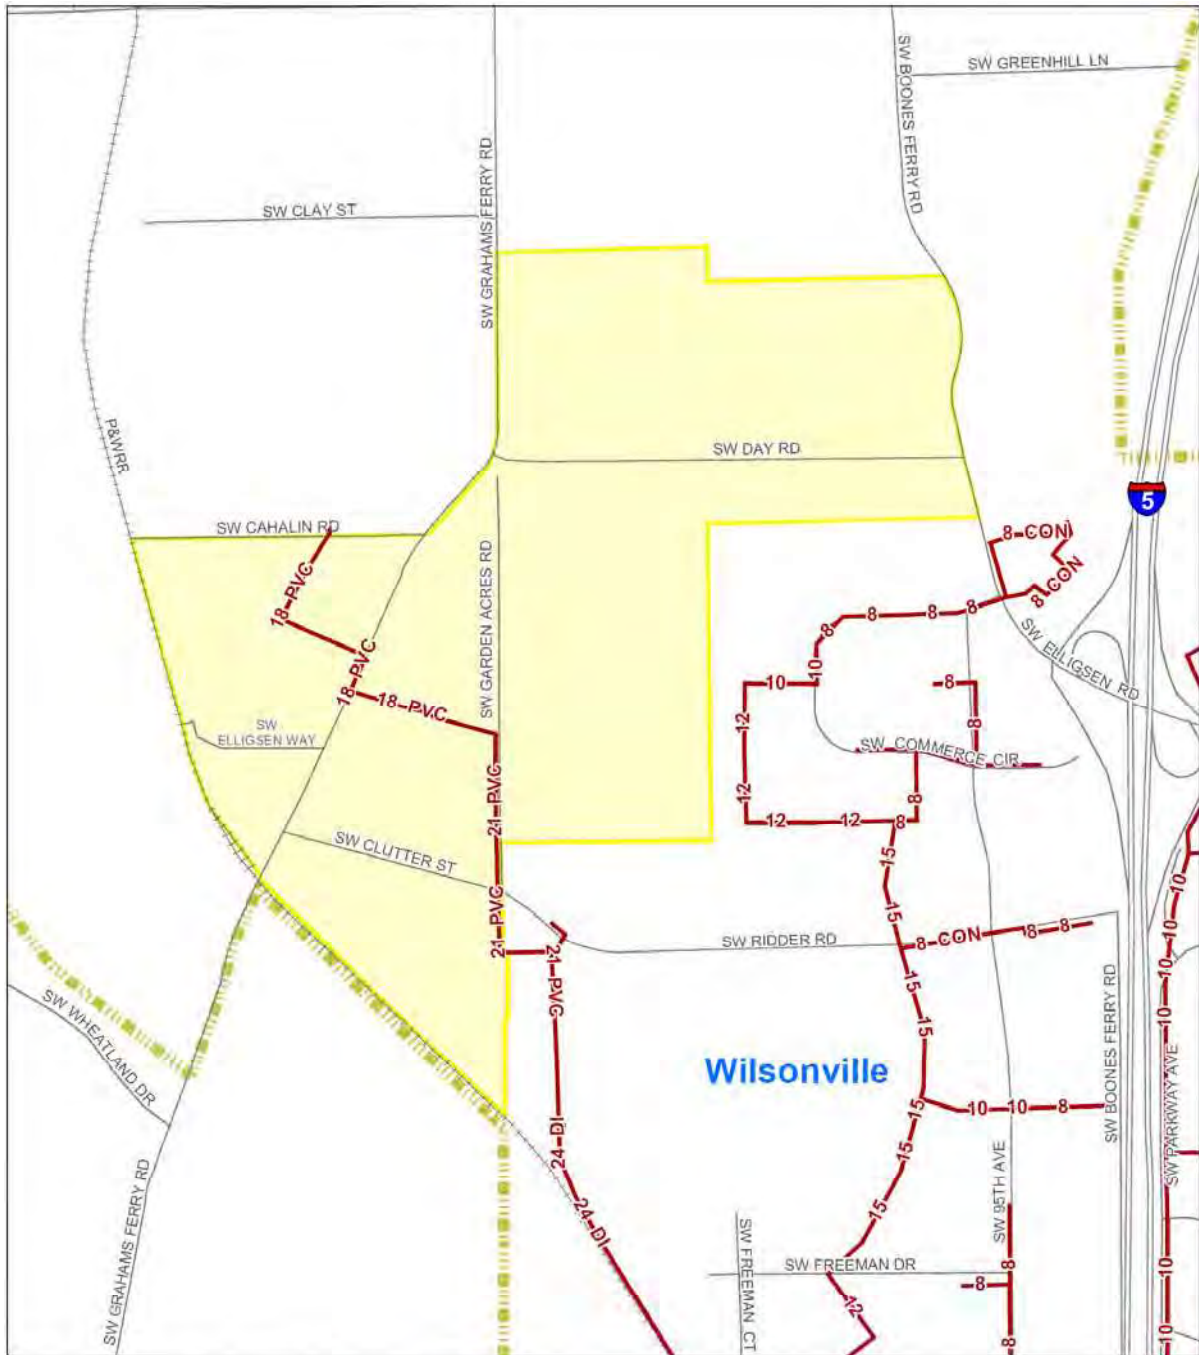 SW GREENHILL LN
SW BOONES FERRY RD
SW GRAHAMS FERRY RD
SW CLAY ST
P&WRR
SW DAY RD
5
SW CAHALIN RD
8-CON
8 CON
18-PVC
18-PVC
18-PVC
SW GARDEN ACRES RD
8
8
8
8
10
10
SW ELLIGSEN RD
8
8
12
12
SW
ELLIGSEN WAY
SW COMMERCE CIR
21-PVC
12
12
8
8
SW CLUTTER ST
15
15
21-PVC
21-PVC
SW RIDDER RD
8-CON
8
8
10
10
10
10
SW WHEATLAND DR
15
15
Wilsonville
SW BOONES FERRY RD
SW PARKWAY AVE
24-DI
24-DI
15
15
15
10
10
8
SW 95TH AVE
SW GRAHAMS FERRY RD
SW FREEMAN CT
SW FREEMAN DR
12
8
8
8
10
10